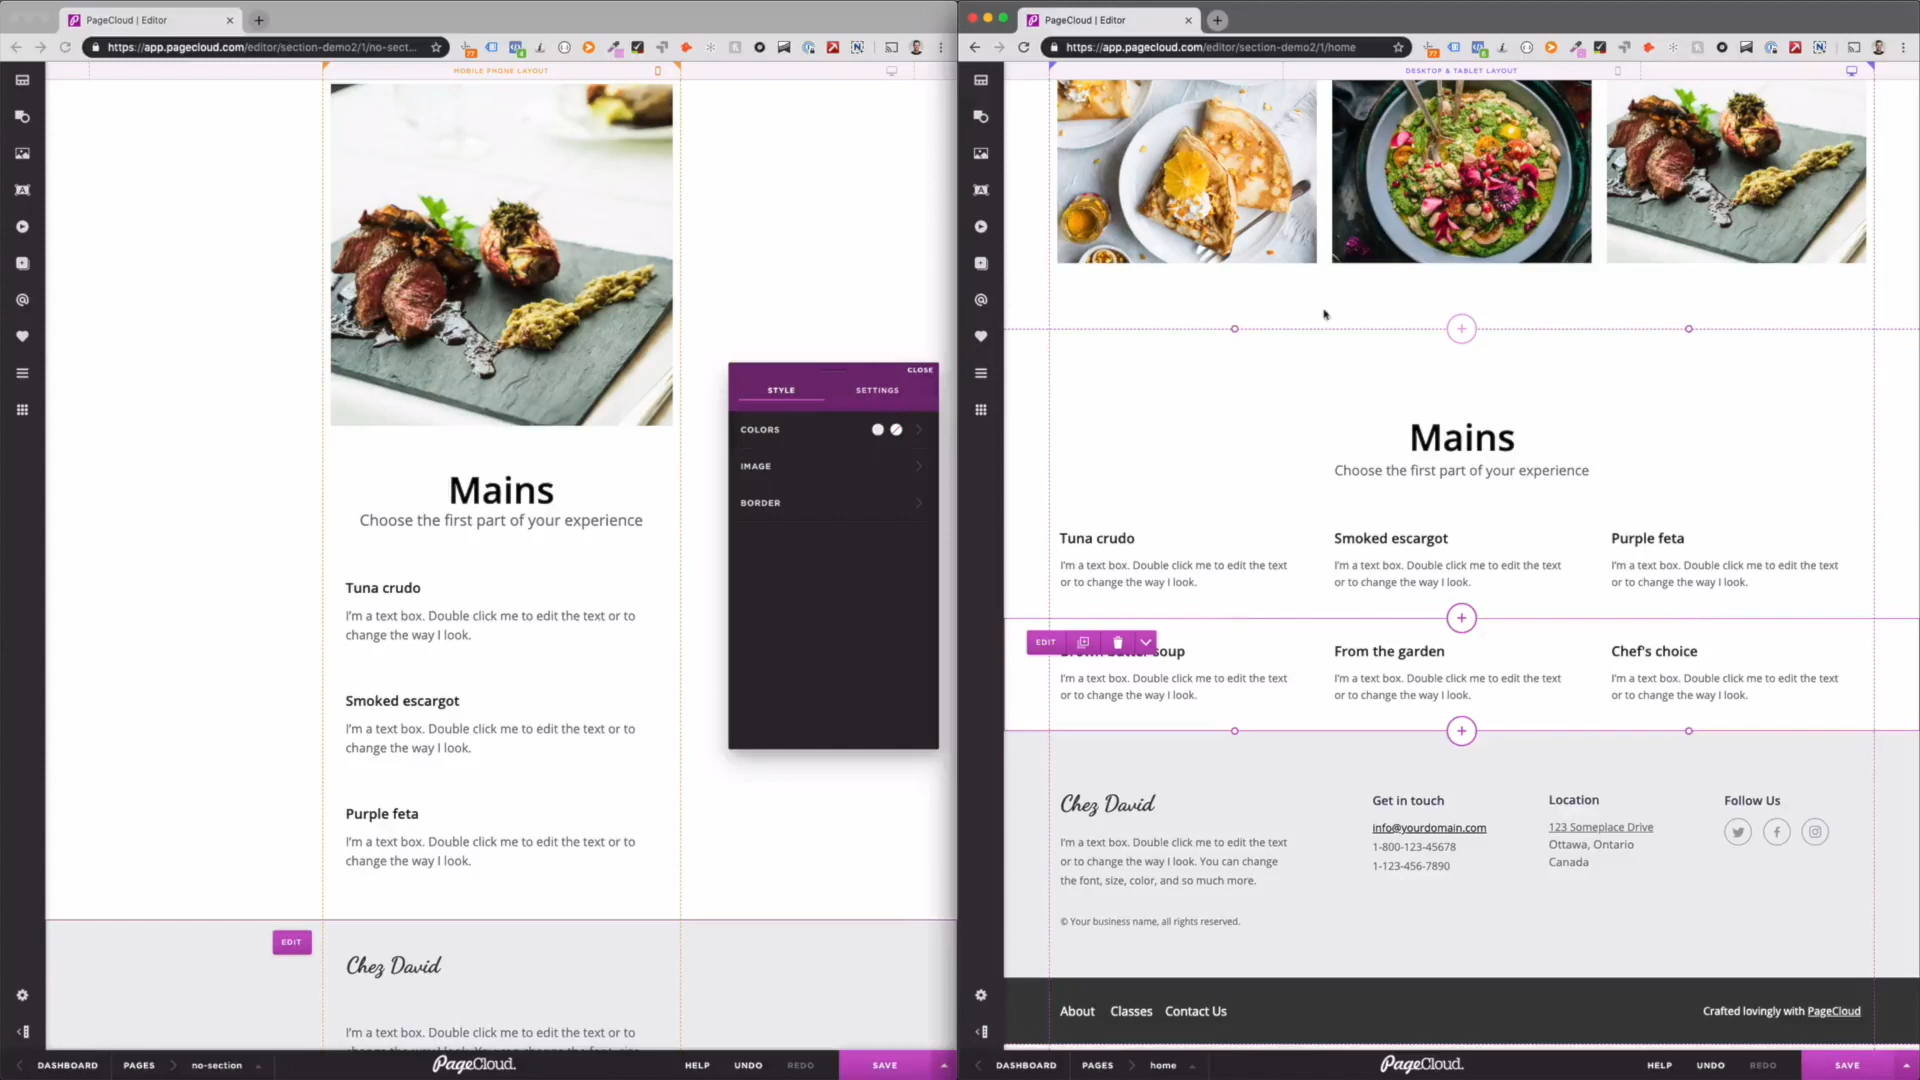 PageCloud | Editor
https://app.pagecloud.com/editor/section-demo2/1/no-sect...
MOBILE PHONE LAYOUT
Mains
Choose the first part of your experience
Tuna crudo
I'm a text box. Double click me to edit the text or to
change the way I look.
Smoked escargot
I'm a text box. Double click me to edit the text or to
change the way I look.
Purple feta
I'm a text box. Double click me to edit the text or to
change the way I look.
EDIT
Chez David
I'm a text box. Double click me to edit the text or to
CLOSE
STYLE SETTINGS
COLORS
IMAGE
BORDER
DASHBOARD PAGES no-section PageCloud. HELP UNDO REDO SAVE
PageCloud | Editor
https://app.pagecloud.com/editor/section-demo2/1/home
DESKTOP & TABLET LAYOUT
Mains
Choose the first part of your experience
Tuna crudo
I'm a text box. Double click me to edit the text
or to change the way I look.
Smoked escargot
I'm a text box. Double click me to edit the text
or to change the way I look.
Purple feta
I'm a text box. Double click me to edit the text
or to change the way I look.
EDIT
soup
I'm a text box. Double click me to edit the text
or to change the way I look.
From the garden
I'm a text box. Double click me to edit the text
or to change the way I look.
Chef's choice
I'm a text box. Double click me to edit the text
or to change the way I look.
Chez David
I'm a text box. Double click me to edit the text
or to change the way I look. You can change
the font, size, color, and so much more.
© Your business name, all rights reserved.
Get in touch
info@yourdomain.com
1-800-123-45678
1-123-456-7890
Location
123 Someplace Drive
Ottawa, Ontario
Canada
Follow Us
About Classes Contact Us
Crafted lovingly with PageCloud
DASHBOARD PAGES home PageCloud. HELP UNDO REDO SAVE